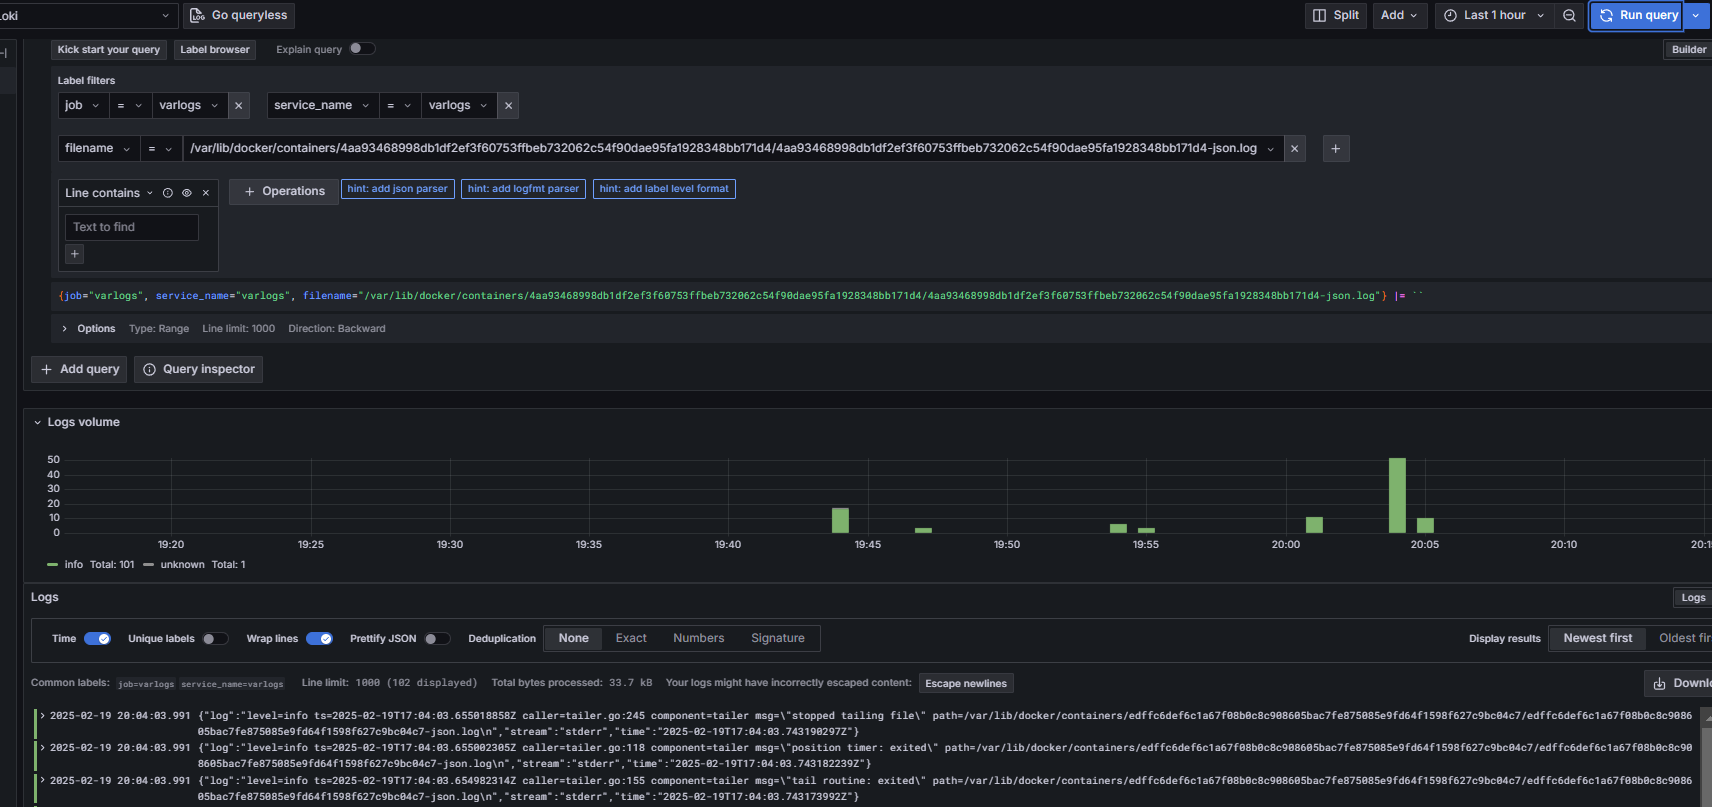 Loki Go queryless Split Add Last 1 hour Run query
Kick start your query Label browser Explain query Builder
Label filters
job = varlogs service_name = varlogs
filename = /var/lib/docker/containers/4aa93468998db1df2ef3f60753ffbeb732062c54f90dae95fa1928348bb171d4/4aa93468998db1df2ef3f60753ffbeb732062c54f90dae95fa1928348bb171d4-json.log
Line contains + Operations hint: add json parser hint: add logfmt parser hint: add label level format
Text to find
+
{job="varlogs", service_name="varlogs", filename="/var/lib/docker/containers/4aa93468998db1df2ef3f60753ffbeb732062c54f90dae95fa1928348bb171d4/4aa93468998db1df2ef3f60753ffbeb732062c54f90dae95fa1928348bb171d4-json.log"} |= ``
Options Type: Range Line limit: 1000 Direction: Backward
+ Add query Query inspector
Logs volume
50
40
30
20
10
0
19:20 19:25 19:30 19:35 19:40 19:45 19:50 19:55 20:00 20:05 20:10
info Total: 101 unknown Total: 1
Logs Logs
Time Unique labels Wrap lines Prettify JSON Deduplication None Exact Numbers Signature Display results Newest first Oldest
Common labels: job=varlogs service_name=varlogs Line limit: 1000 (102 displayed) Total bytes processed: 33.7 kB Your logs might have incorrectly escaped content: Escape newlines
2025-02-19 20:04:03.991 {"log":"level=info ts=2025-02-19T17:04:03.655018858Z caller=tailer.go:245 component=tailer msg=\"stopped tailing file\" path=/var/lib/docker/containers/edffc6def6c1a67f08b0c8c908605bac7fe875085e9fd64f1598f627c9bc04c7/edffc6def6c1a67f08b0c8c908
605bac7fe875085e9fd64f1598f627c9bc04c7-json.log\n","stream":"stderr","time":"2025-02-19T17:04:03.743190297Z"}
2025-02-19 20:04:03.991 {"log":"level=info ts=2025-02-19T17:04:03.655002305Z caller=tailer.go:118 component=tailer msg=\"position timer: exited\" path=/var/lib/docker/containers/edffc6def6c1a67f08b0c8c908605bac7fe875085e9fd64f1598f627c9bc04c7/edffc6def6c1a67f08b0c8c90
8605bac7fe875085e9fd64f1598f627c9bc04c7-json.log\n","stream":"stderr","time":"2025-02-19T17:04:03.743182239Z"}
2025-02-19 20:04:03.991 {"log":"level=info ts=2025-02-19T17:04:03.654982314Z caller=tailer.go:155 component=tailer msg=\"tail routine: exited\" path=/var/lib/docker/containers/edffc6def6c1a67f08b0c8c908605bac7fe875085e9fd64f1598f627c9bc04c7/edffc6def6c1a67f08b0c8c9086
05bac7fe875085e9fd64f1598f627c9bc04c7-json.log\n","stream":"stderr","time":"2025-02-19T17:04:03.743173992Z"}